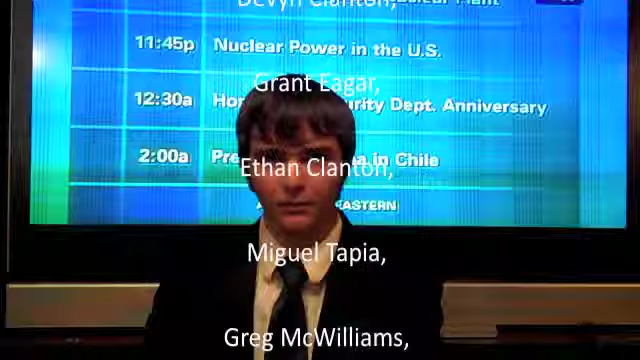 Devyn Clanton,
Plant
11:45p Nuclear Power in the U.S.
Grant Eagar,
12:30a Security Dept. Anniversary
2:00a in Chile
Ethan Clanton,
EASTERN
Miguel Tapia,
Greg McWilliams,